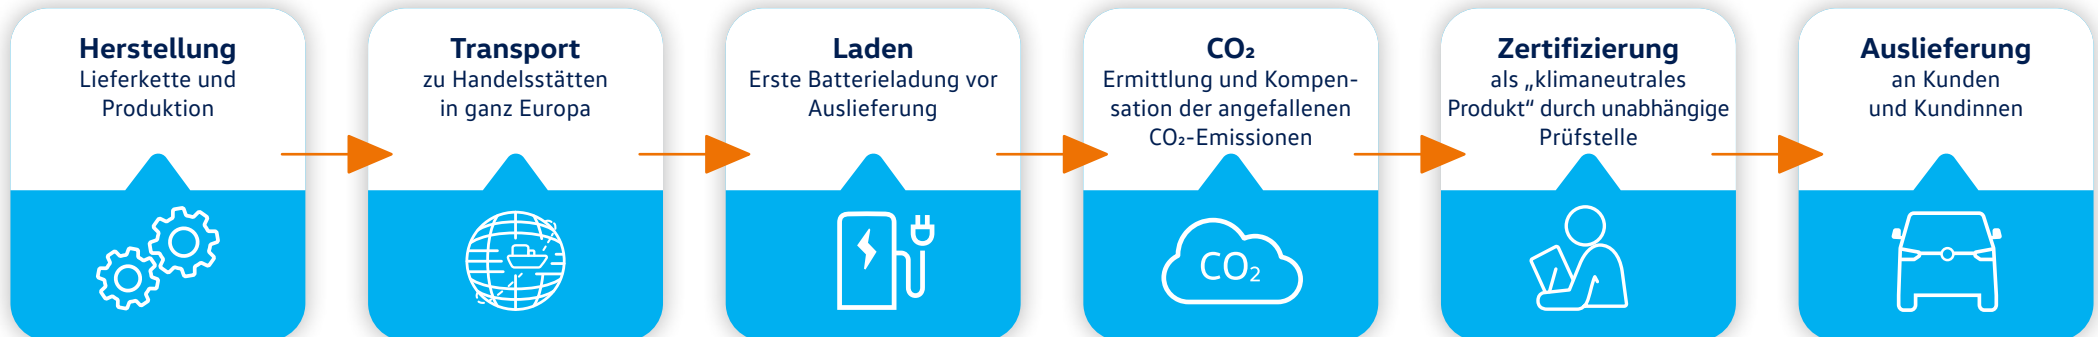 Herstellung
Lieferkette und
Produktion
Transport
zu Handelsstätten
in ganz Europa
Laden
Erste Batterieladung vor
Auslieferung
CO₂
Ermittlung und Kompen-
sation der angefallenen
CO₂-Emissionen
CO₂
Zertifizierung
als „klimaneutrales
Produkt“ durch unabhängige
Prüfstelle
Auslieferung
an Kunden
und Kundinnen